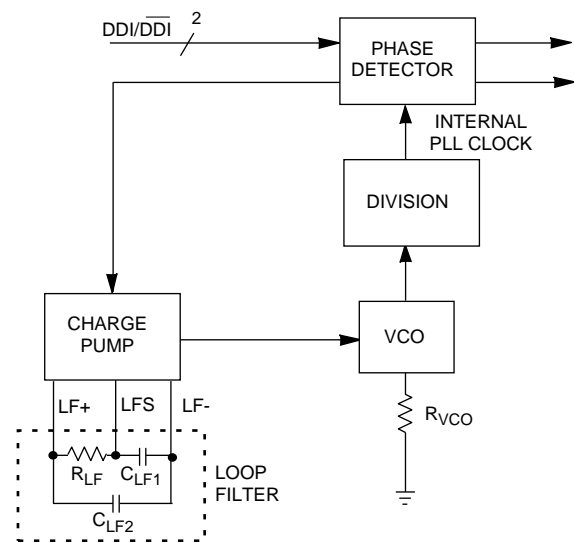 2
DDI/D̅D̅I̅
PHASE
DETECTOR
INTERNAL
PLL CLOCK
DIVISION
CHARGE
PUMP
VCO
LF+ LFS LF-
RVCO
RLF CLF1
LOOP
FILTER
CLF2